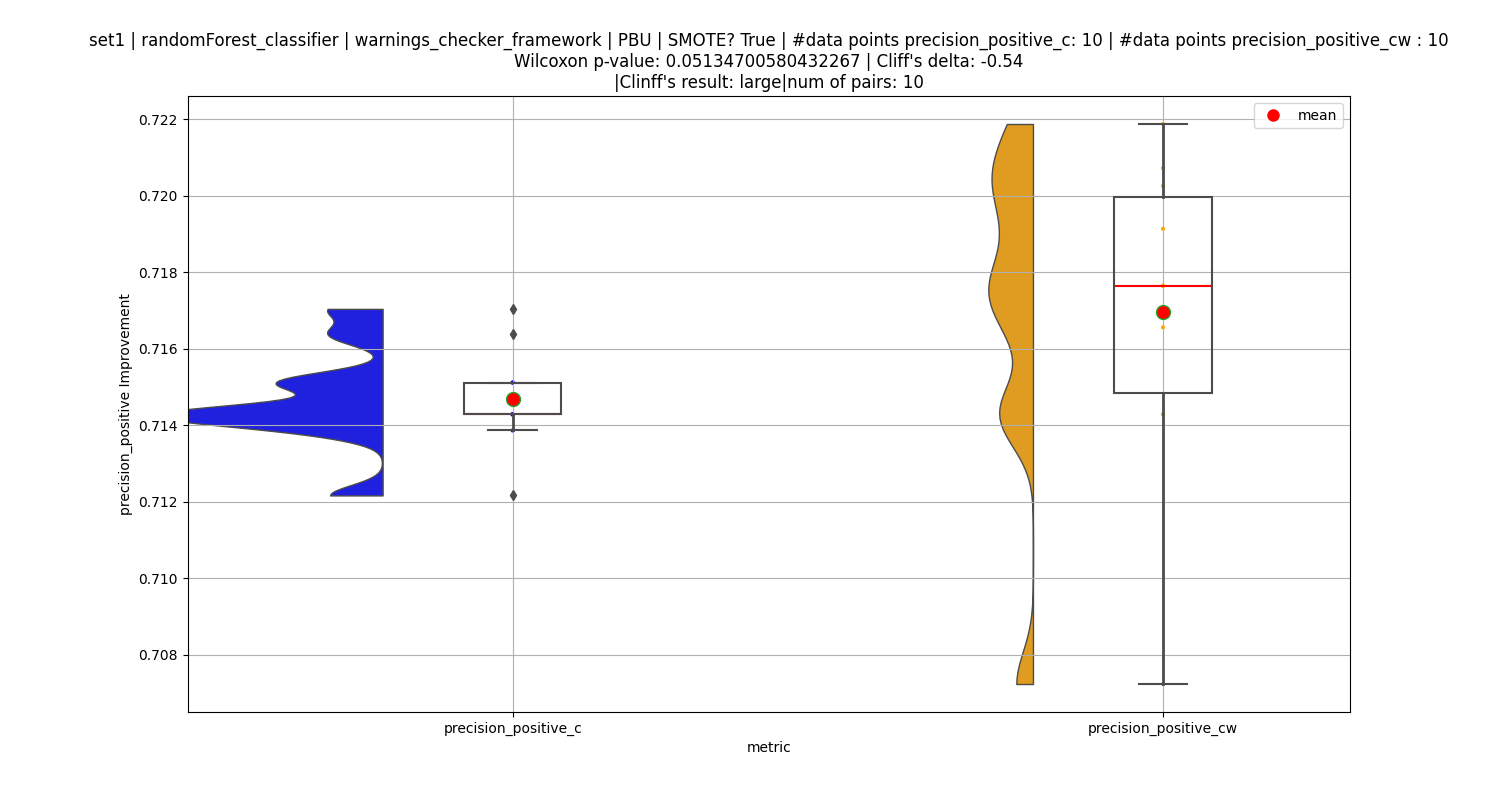 set1 | randomForest_classifier | warnings_checker_framework | PBU | SMOTE? True | #data points precision_positive_c: 10 | #data points precision_positive_cw : 10
Wilcoxon p-value: 0.05134700580432267 | Cliff's delta: -0.54
|Clinff's result: large|num of pairs: 10
mean
0.722
0.720
0.718
0.716
0.714
0.712
0.710
0.708
precision_positive Improvement
precision_positive_c
precision_positive_cw
metric